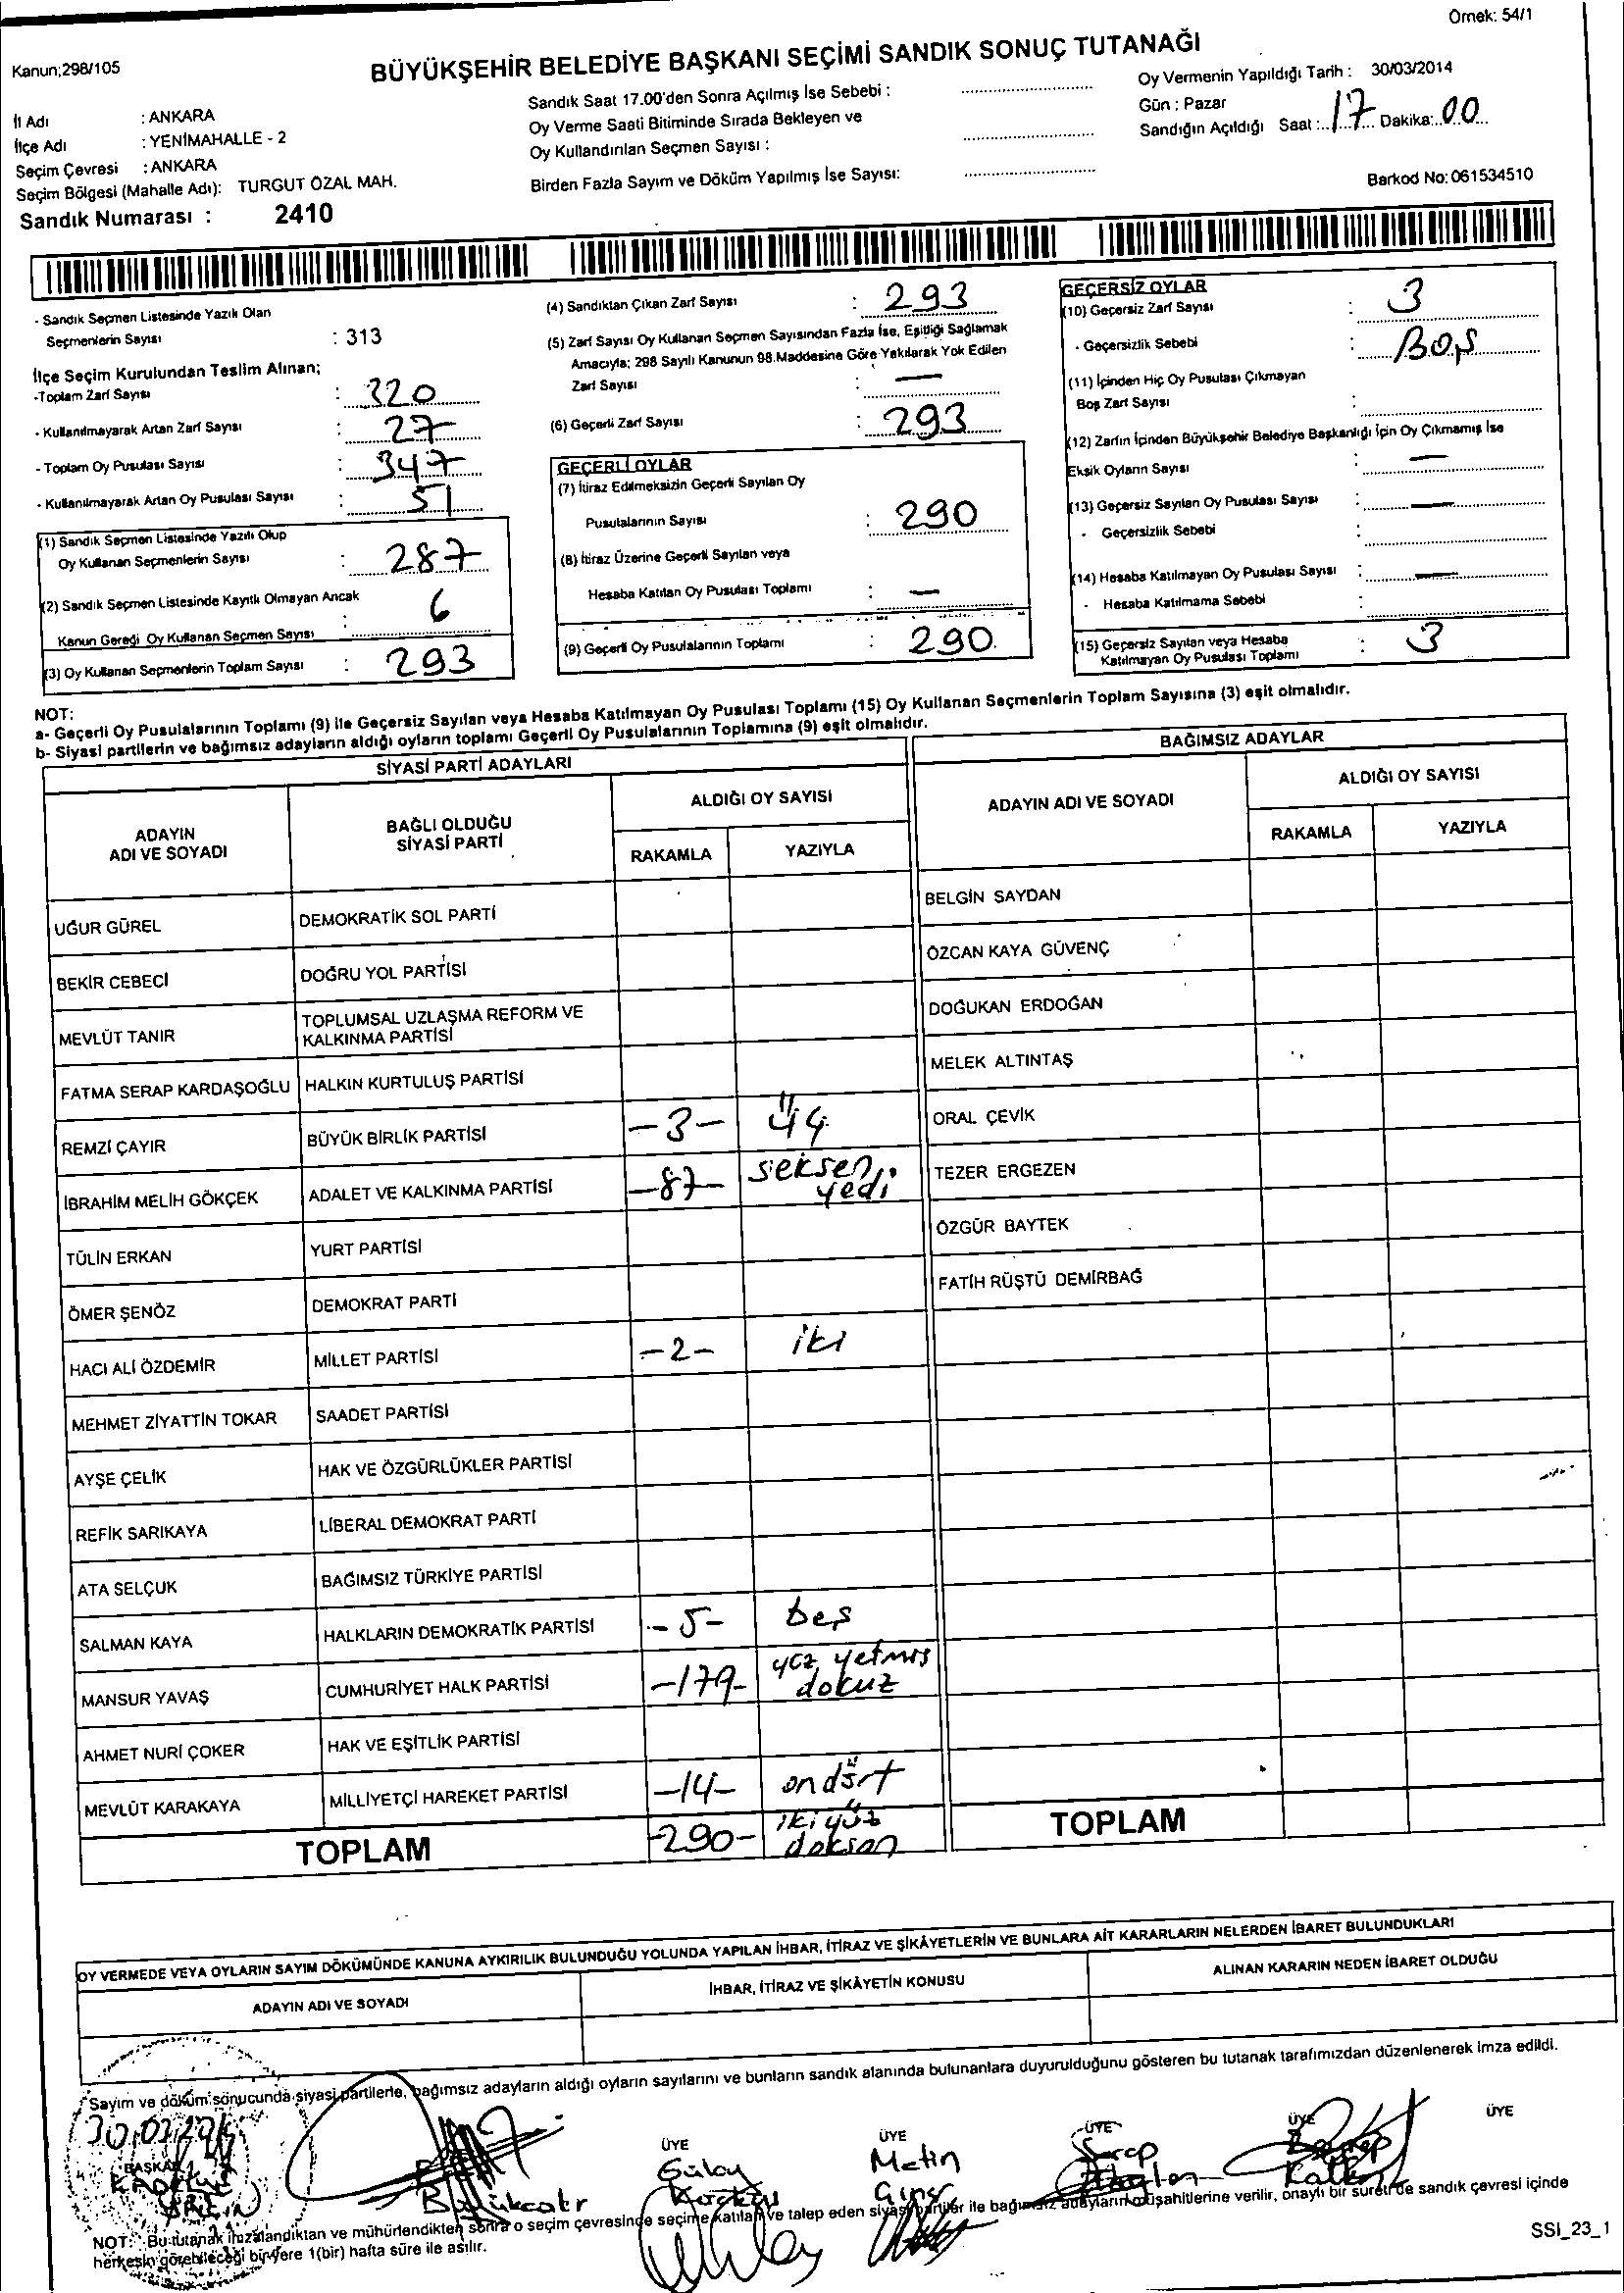 Örnek: 54/1
Kanun;298/105
BÜYÜKŞEHİR BELEDİYE BAŞKANI SEÇİMİ SANDIK SONUÇ TUTANAĞI
İl Adı : ANKARA
İlçe Adı : YENİMAHALLE - 2
Seçim Çevresi : ANKARA
Seçim Bölgesi (Mahalle Adı): TURGUT ÖZAL MAH.
Sandık Numarası : 2410
Sandık Saat 17.00'den Sonra Açılmış İse Sebebi :
Oy Verme Saati Bitiminde Sırada Bekleyen ve
Oy Kullandırılan Seçmen Sayısı :
Birden Fazla Sayım ve Döküm Yapılmış İse Sayısı:
Oy Vermenin Yapıldığı Tarih : 30/03/2014
Gün : Pazar
Sandığın Açıldığı Saat : 17 Dakika: 00
Barkod No: 061534510
- Sandık Seçmen Listesinde Yazılı Olan
Seçmenlerin Sayısı : 313
İlçe Seçim Kurulundan Teslim Alınan;
-Toplam Zarf Sayısı : 320
- Kullanılmayarak Artan Zarf Sayısı : 27
- Toplam Oy Pusulası Sayısı : 347
- Kullanılmayarak Artan Oy Pusulası Sayısı : 51
(1) Sandık Seçmen Listesinde Yazılı Olup
Oy Kullanan Seçmenlerin Sayısı : 287
(2) Sandık Seçmen Listesinde Kayıtlı Olmayan Ancak
Kanun Gereği Oy Kullanan Seçmen Sayısı : 6
(3) Oy Kullanan Seçmenlerin Toplam Sayısı : 293
(4) Sandıktan Çıkan Zarf Sayısı : 293
(5) Zarf Sayısı Oy Kullanan Seçmen Sayısından Fazla İse, Eşitliği Sağlamak
Amacıyla; 298 Sayılı Kanunun 98.Maddesine Göre Yakılarak Yok Edilen
Zarf Sayısı : —
(6) Geçerli Zarf Sayısı : 293
GEÇERLİ OYLAR
(7) İtiraz Edilmeksizin Geçerli Sayılan Oy
Pusulalarının Sayısı : 290
(8) İtiraz Üzerine Geçerli Sayılan veya
Hesaba Katılan Oy Pusulası Toplamı : —
(9) Geçerli Oy Pusulalarının Toplamı : 290
GEÇERSİZ OYLAR
(10) Geçersiz Zarf Sayısı : 3
- Geçersizlik Sebebi : BOŞ
(11) İçinden Hiç Oy Pusulası Çıkmayan
Boş Zarf Sayısı :
(12) Zarfın İçinden Büyükşehir Belediye Başkanlığı İçin Oy Çıkmamış İse
Eksik Oyların Sayısı : —
(13) Geçersiz Sayılan Oy Pusulası Sayısı : —
- Geçersizlik Sebebi :
(14) Hesaba Katılmayan Oy Pusulası Sayısı : —
- Hesaba Katılmama Sebebi :
(15) Geçersiz Sayılan veya Hesaba
Katılmayan Oy Pusulası Toplamı : 3
NOT:
a- Geçerli Oy Pusulalarının Toplamı (9) ile Geçersiz Sayılan veya Hesaba Katılmayan Oy Pusulası Toplamı (15) Oy Kullanan Seçmenlerin Toplam Sayısına (3) eşit olmalıdır.
b- Siyasi partilerin ve bağımsız adayların aldığı oyların toplamı Geçerli Oy Pusulalarının Toplamına (9) eşit olmalıdır.
SİYASİ PARTİ ADAYLARI
ADAYIN
ADI VE SOYADI
BAĞLI OLDUĞU
SİYASİ PARTİ
ALDIĞI OY SAYISI
RAKAMLA YAZIYLA
UĞUR GÜREL DEMOKRATİK SOL PARTİ
BEKİR CEBECİ DOĞRU YOL PARTİSİ
MEVLÜT TANIR TOPLUMSAL UZLAŞMA REFORM VE
KALKINMA PARTİSİ
FATMA SERAP KARDAŞOĞLU HALKIN KURTULUŞ PARTİSİ
REMZİ ÇAYIR BÜYÜK BİRLİK PARTİSİ -3- üç
İBRAHİM MELİH GÖKÇEK ADALET VE KALKINMA PARTİSİ -87- seksen
yedi
TÜLİN ERKAN YURT PARTİSİ
ÖMER ŞENÖZ DEMOKRAT PARTİ
HACI ALİ ÖZDEMİR MİLLET PARTİSİ -2- iki
MEHMET ZİYATTİN TOKAR SAADET PARTİSİ
AYŞE ÇELİK HAK VE ÖZGÜRLÜKLER PARTİSİ
REFİK SARIKAYA LİBERAL DEMOKRAT PARTİ
ATA SELÇUK BAĞIMSIZ TÜRKİYE PARTİSİ
SALMAN KAYA HALKLARIN DEMOKRATİK PARTİSİ -5- beş
MANSUR YAVAŞ CUMHURİYET HALK PARTİSİ -179- yüz yetmiş
dokuz
AHMET NURİ ÇOKER HAK VE EŞİTLİK PARTİSİ
MEVLÜT KARAKAYA MİLLİYETÇİ HAREKET PARTİSİ -14- ondört
TOPLAM -290- ikiyüz
doksan
BAĞIMSIZ ADAYLAR
ADAYIN ADI VE SOYADI
ALDIĞI OY SAYISI
RAKAMLA YAZIYLA
BELGİN SAYDAN
ÖZCAN KAYA GÜVENÇ
DOĞUKAN ERDOĞAN
MELEK ALTINTAŞ
ORAL ÇEVİK
TEZER ERGEZEN
ÖZGÜR BAYTEK
FATİH RÜŞTÜ DEMİRBAĞ
TOPLAM
OY VERMEDE VEYA OYLARIN SAYIM DÖKÜMÜNDE KANUNA AYKIRILIK BULUNDUĞU YOLUNDA YAPILAN İHBAR, İTİRAZ VE ŞİKÂYETLERİN VE BUNLARA AİT KARARLARIN NELERDEN İBARET BULUNDUKLARI
ADAYIN ADI VE SOYADI
İHBAR, İTİRAZ VE ŞİKÂYETİN KONUSU
ALINAN KARARIN NEDEN İBARET OLDUĞU
Sayım ve döküm sonucunda siyasi partilerle, bağımsız adayların aldığı oyların sayılarını ve bunların sandık alanında bulunanlara duyurulduğunu gösteren bu tutanak tarafımızdan düzenlenerek imza edildi.
BAŞKAN
ÜYE
Gülay
ÜYE
Metin
Genç
ÜYE
Serap
ÜYE
Zeynep
ÜYE
NOT: Bu tutanak imzalandıktan ve mühürlendikten sonra o seçim çevresinde seçime katılan ve talep eden siyasi partiler ile bağımsız adayların müşahitlerine verilir, onaylı bir sureti de sandık çevresi içinde
herkesin görebileceği bir yere 1(bir) hafta süre ile asılır.
SSI_23_1